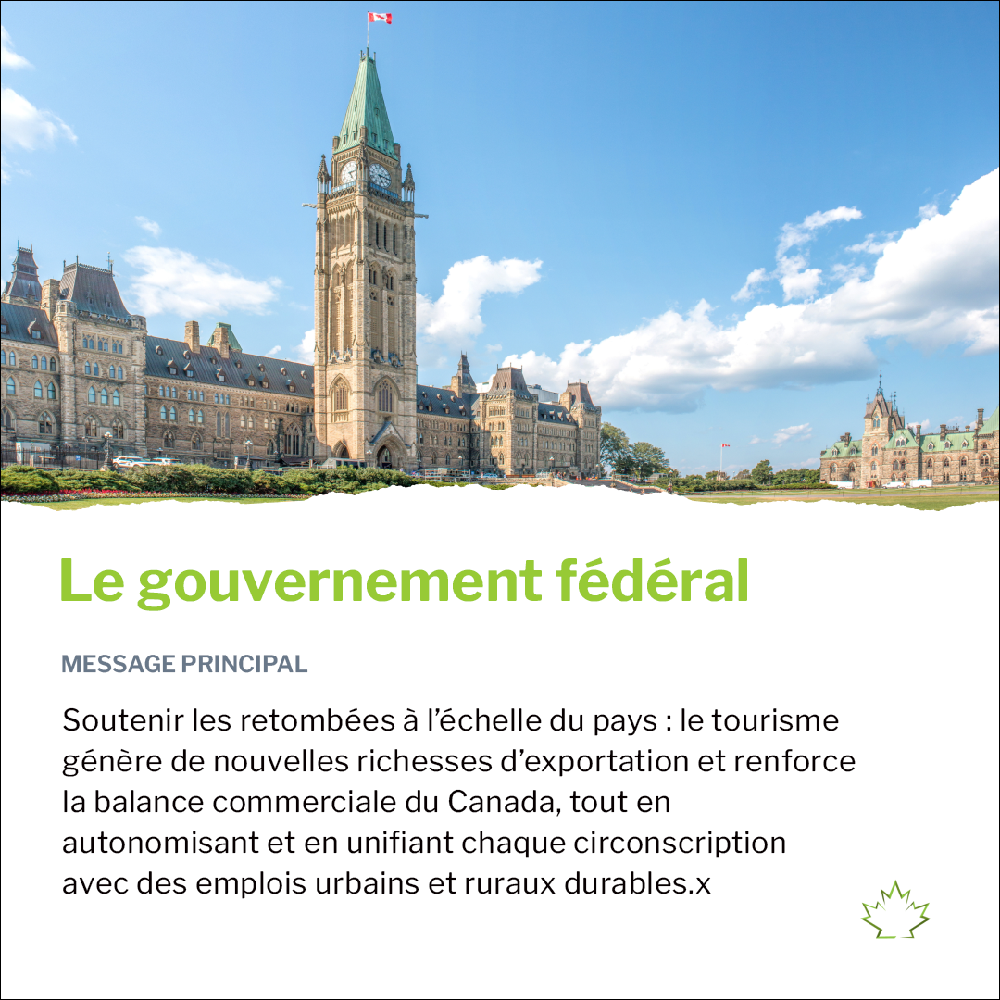 Le gouvernement fédéral
MESSAGE PRINCIPAL
Soutenir les retombées à l’échelle du pays : le tourisme
génère de nouvelles richesses d’exportation et renforce
la balance commerciale du Canada, tout en
autonomisant et en unifiant chaque circonscription
avec des emplois urbains et ruraux durables.x